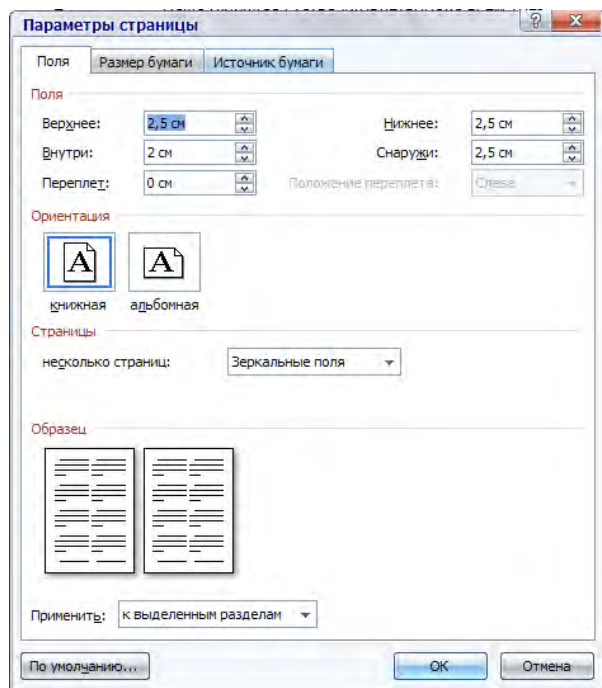 Параметры страницы
Поля Размер бумаги Источник бумаги
Поля
Верхнее: 2,5 см Нижнее: 2,5 см
Внутри: 2 см Снаружи: 2,5 см
Переплет: 0 см Положение переплета: Слева
Ориентация
A A
книжная альбомная
Страницы
несколько страниц: Зеркальные поля
Образец
Применить: к выделенным разделам
По умолчанию... ОК Отмена